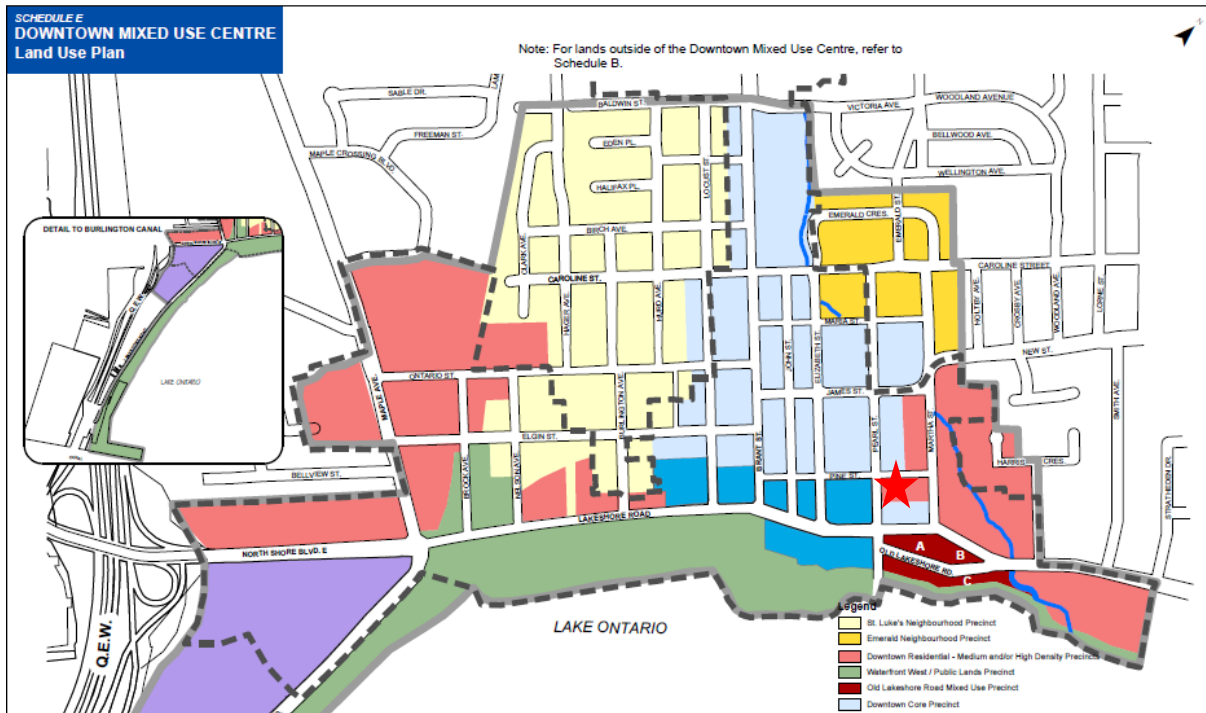 SCHEDULE E
DOWNTOWN MIXED USE CENTRE
Land Use Plan
Note: For lands outside of the Downtown Mixed Use Centre, refer to
Schedule B.
N
SABLE DR.
FREEMAN ST.
MAPLE CROSSING BLVD.
BALDWIN ST.
EDEN PL.
HALIFAX PL.
LOCUST ST
BIRCH AVE.
CLARK AVE.
CAROLINE ST.
HAGER AVE.
HURD AVE.
VICTORIA AVE.
WOODLAND AVENUE
BELLWOOD AVE.
WELLINGTON AVE.
EMERALD CRES.
EMERALD ST.
CAROLINE STREET
HOLTBY AVE.
CROSBY AVE.
WOODLAND AVE.
LORNE ST.
MARIA ST.
JOHN ST.
ELIZABETH ST.
NEW ST.
SMITH AVE.
DETAIL TO BURLINGTON CANAL
Q.E.W.
LAKE ONTARIO
ONTARIO ST.
MAPLE AVE.
BURLINGTON AVE.
JAMES ST.
PEARL ST.
MARTHA ST
ELGIN ST.
BRANT ST.
BELLVIEW ST.
BROCK AVE.
NELSON AVE.
PINE ST.
HARRIS CRES.
STRATHEDEN DR.
LAKESHORE ROAD
NORTH SHORE BLVD. E
A
B
C
OLD LAKESHORE RD.
Q.E.W.
LAKE ONTARIO
Legend
St. Luke's Neighbourhood Precinct
Emerald Neighbourhood Precinct
Downtown Residential - Medium and/or High Density Precincts
Waterfront West / Public Lands Precinct
Old Lakeshore Road Mixed Use Precinct
Downtown Core Precinct